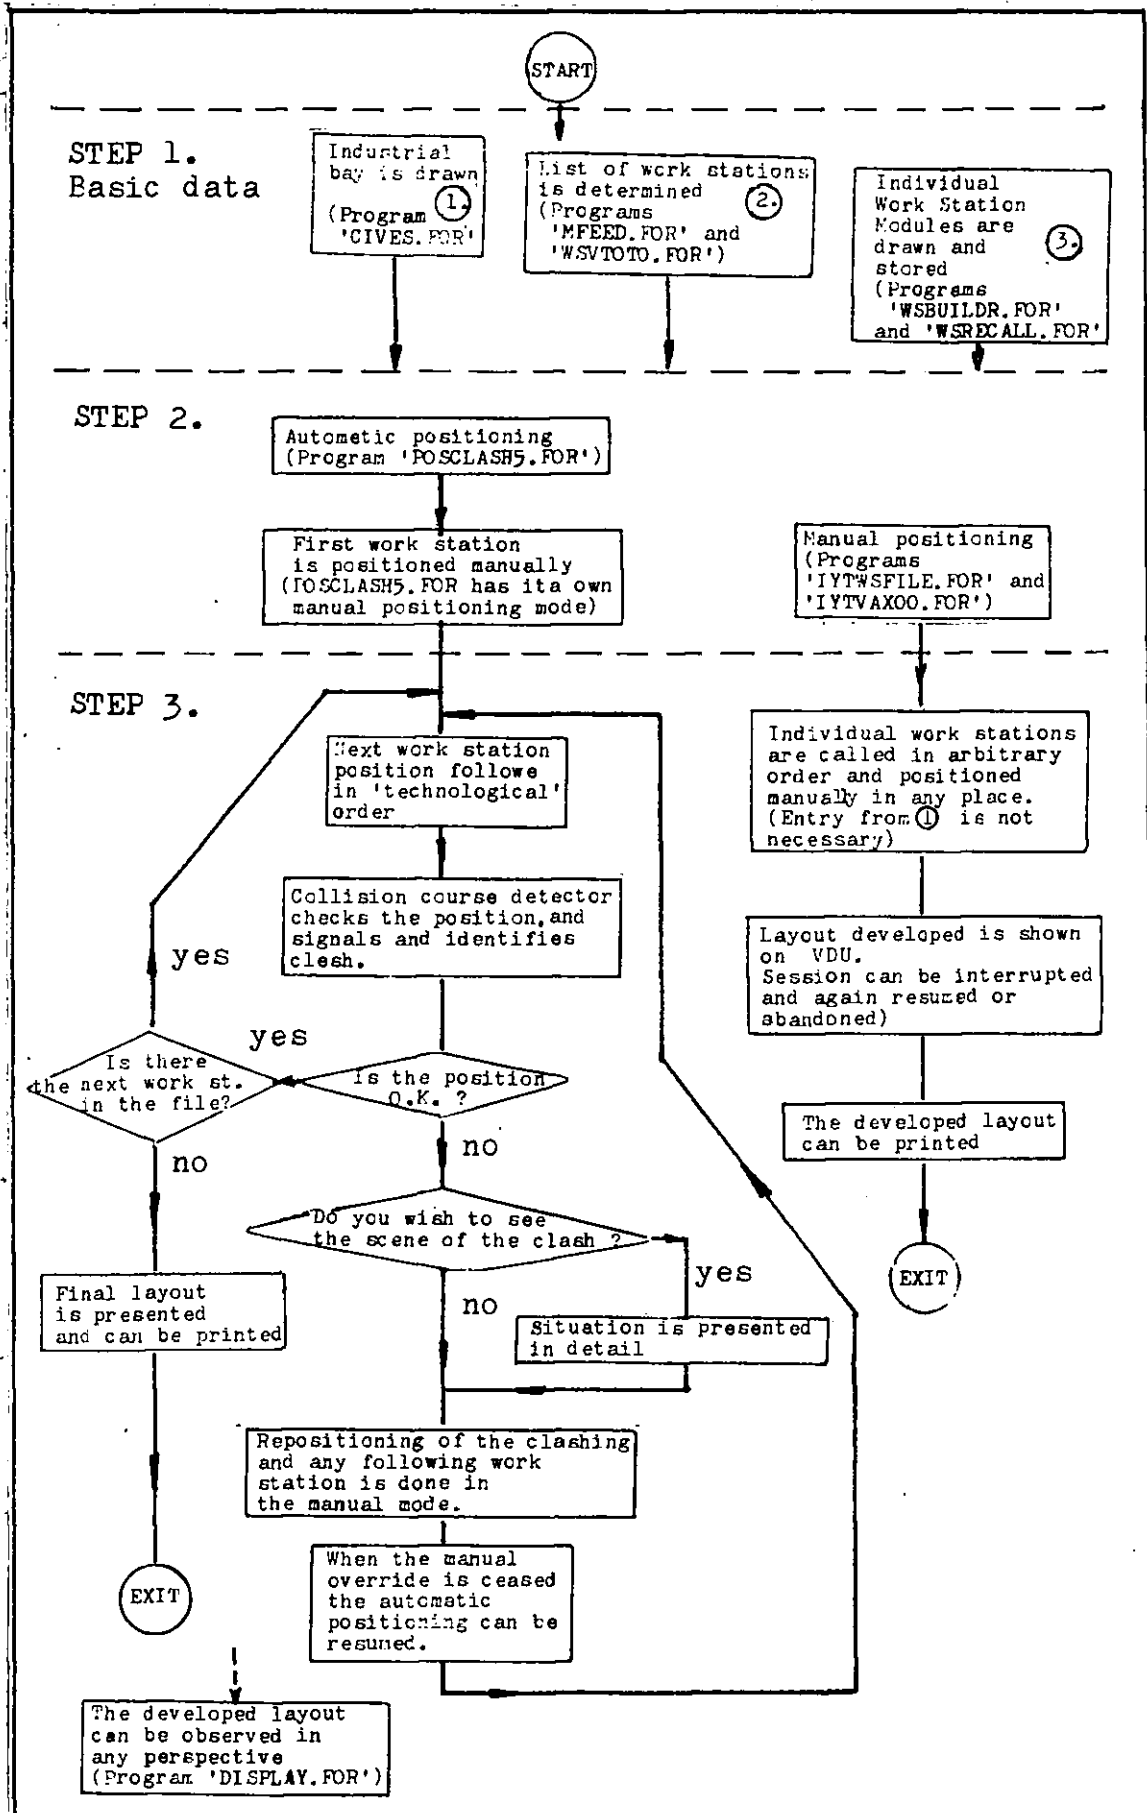 START
STEP 1.
Basic data
Industrial
bay is drawn
1.
(Program
'CIVES.FOR'
List of work stations
is determined
2.
(Programs
'MFEED.FOR' and
'WSVTOTO.FOR')
Individual
Work Station
Modules are
drawn and
3.
stored
(Programs
'WSBUILDR.FOR'
and 'WSRECALL.FOR'
STEP 2.
Autometic positioning
(Program 'POSCLASH5.FOR')
First work station
is positioned manually
(POSCLASH5.FOR has ita own
manual positioning mode)
Manual positioning
(Programs
'IYTWSFILE.FOR' and
'IYTVAXOO.FOR')
STEP 3.
Next work station
position followe
in 'technological'
order
Individual work stations
are called in arbitrary
order and positioned
manually in any place.
(Entry from 1 is not
necessary)
Collision course detector
checks the position, and
signals and identifies
clesh.
Layout developed is shown
on VDU.
Session can be interrupted
and again resumed or
abandoned)
yes
yes
Is there
the next work st.
in the file?
Is the position
O.K. ?
The developed layout
can be printed
no
no
Do you wish to see
the scene of the clash ?
yes
no
EXIT
Final layout
is presented
and can be printed
Situation is presented
in detail
Repositioning of the clashing
and any following work
station is done in
the manual mode.
When the manual
override is ceased
the automatic
positioning can be
resumed.
EXIT
The developed layout
can be observed in
any perspective
(Program 'DISPLAY.FOR')